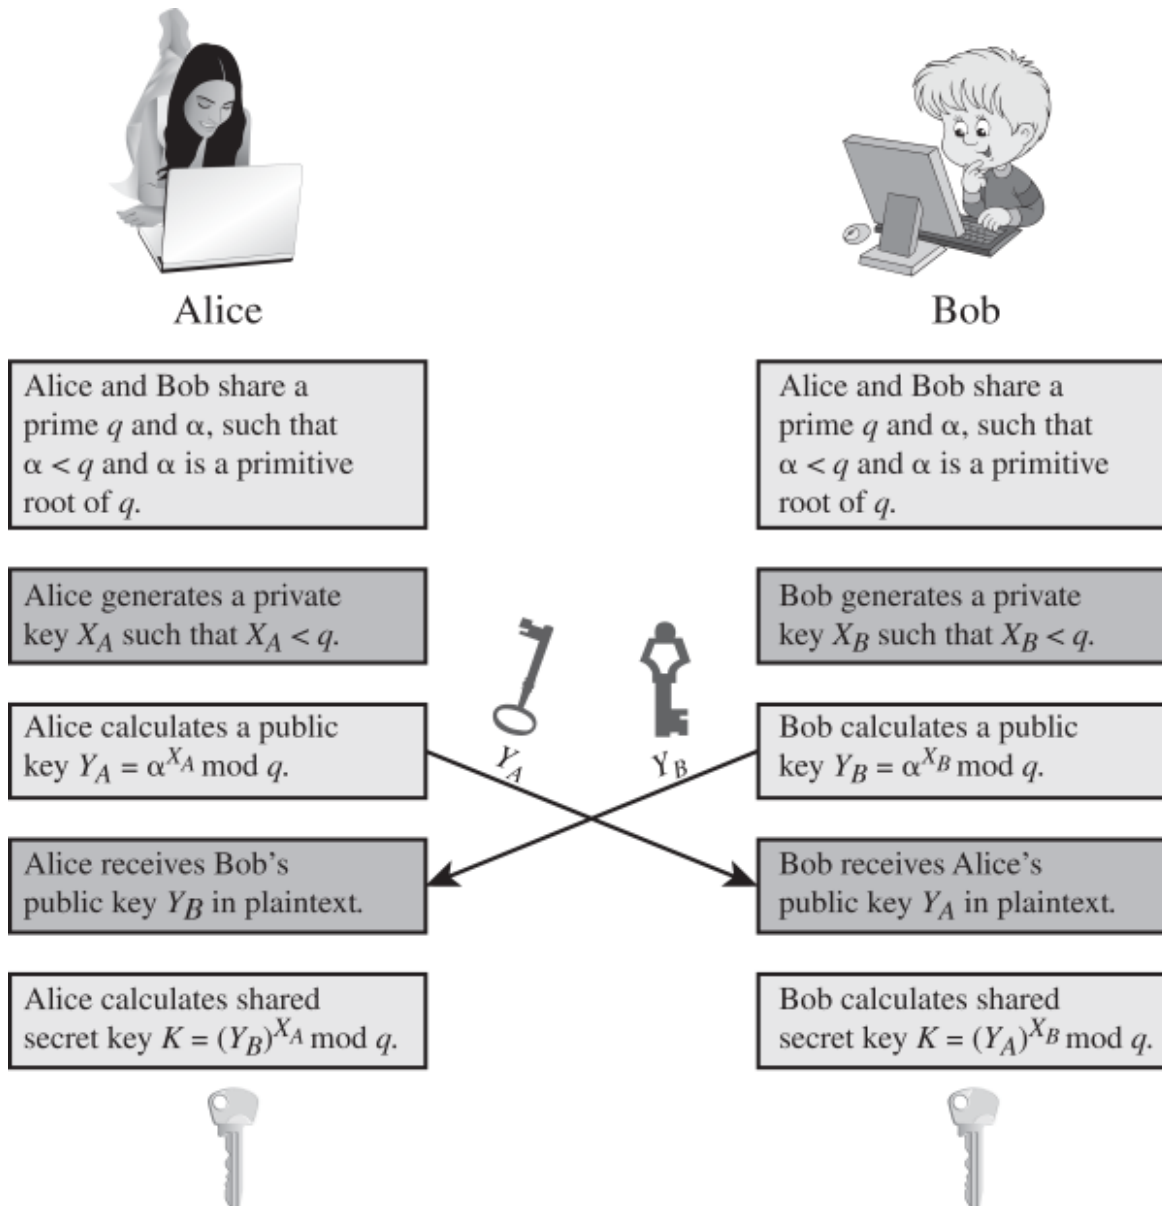 Alice
Bob
Alice and Bob share a
prime q and α, such that
α < q and α is a primitive
root of q.
Alice and Bob share a
prime q and α, such that
α < q and α is a primitive
root of q.
Alice generates a private
key X_A such that X_A < q.
Bob generates a private
key X_B such that X_B < q.
Alice calculates a public
key Y_A = α^{X_A} mod q.
Y_A
Y_B
Bob calculates a public
key Y_B = α^{X_B} mod q.
Alice receives Bob’s
public key Y_B in plaintext.
Bob receives Alice’s
public key Y_A in plaintext.
Alice calculates shared
secret key K = (Y_B)^{X_A} mod q.
Bob calculates shared
secret key K = (Y_A)^{X_B} mod q.